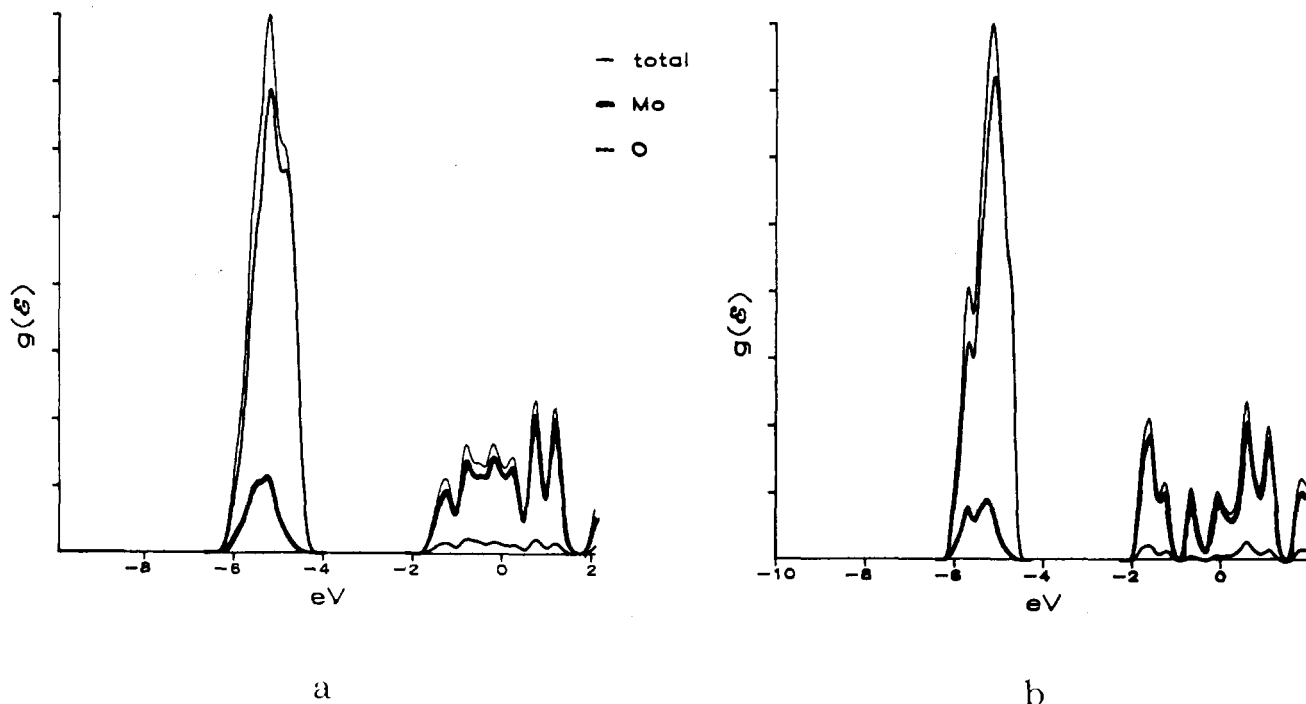 total
Mo
O
g(ℰ)
-8 -6 -4 -2 0 2
eV
a
g(ℰ)
-10 -8 -6 -4 -2 0
eV
b